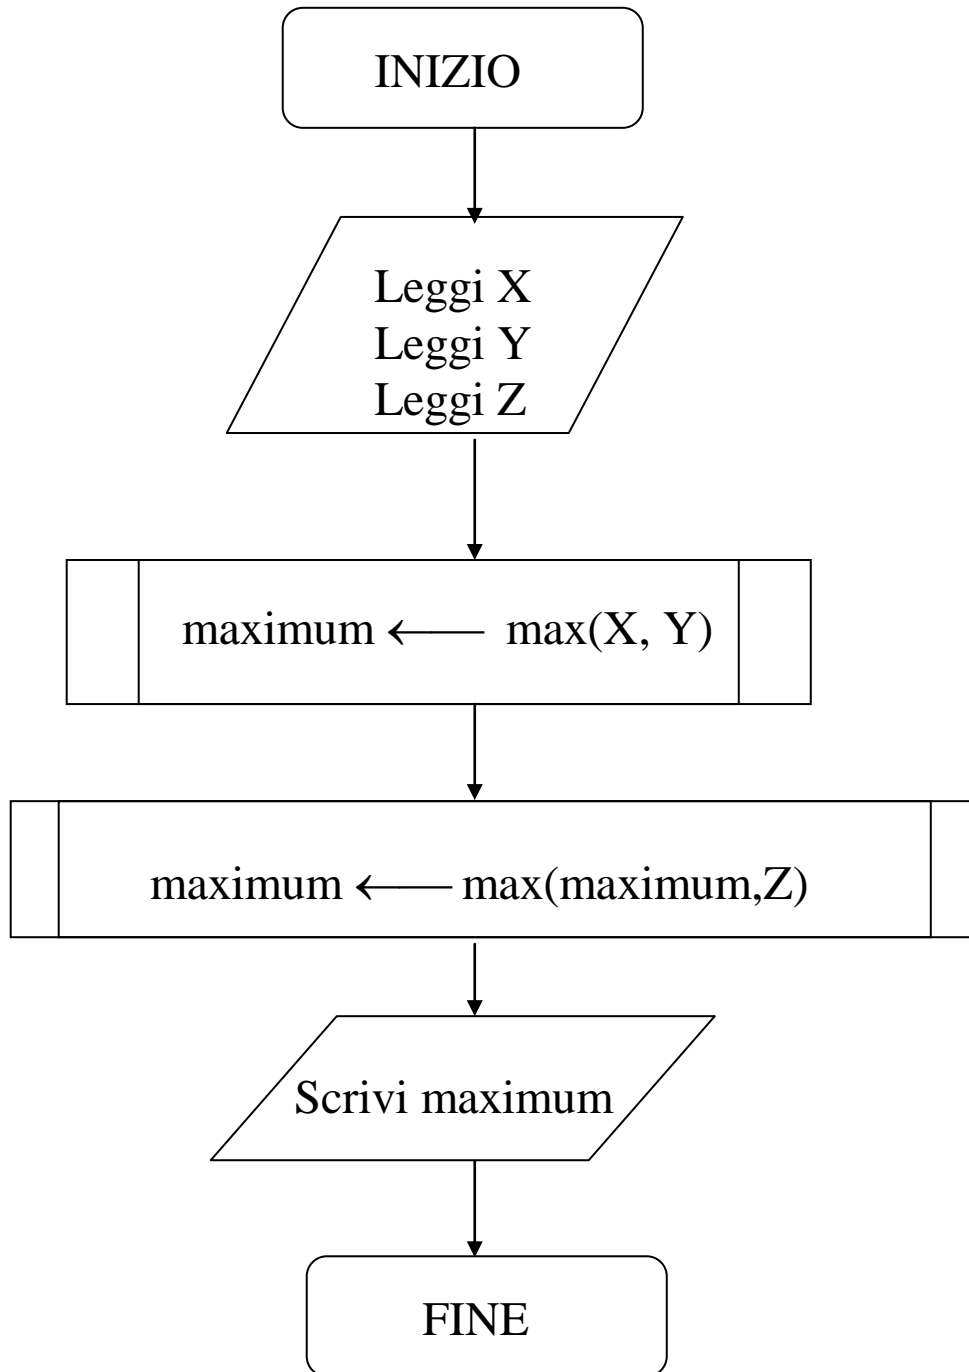 INIZIO
Leggi X
Leggi Y
Leggi Z
maximum ← max(X, Y)
maximum ← max(maximum,Z)
Scrivi maximum
FINE